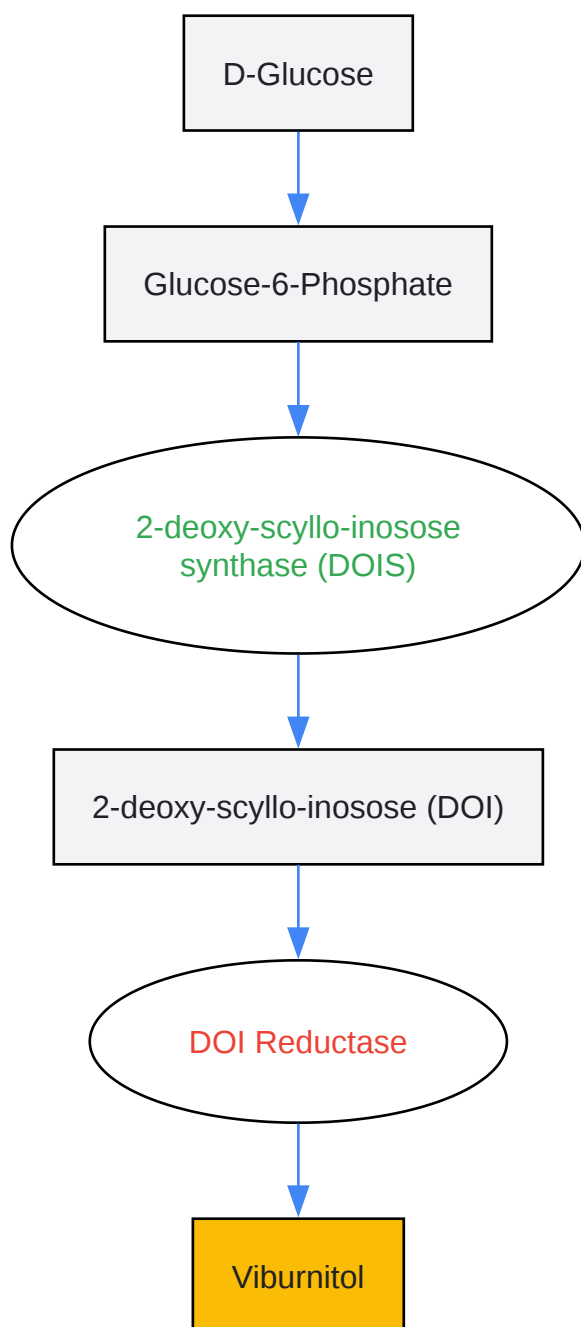 D-Glucose
Glucose-6-Phosphate
2-deoxy-scyllo-inosose
synthase (DOIS)
2-deoxy-scyllo-inosose (DOI)
DOI Reductase
Viburnitol